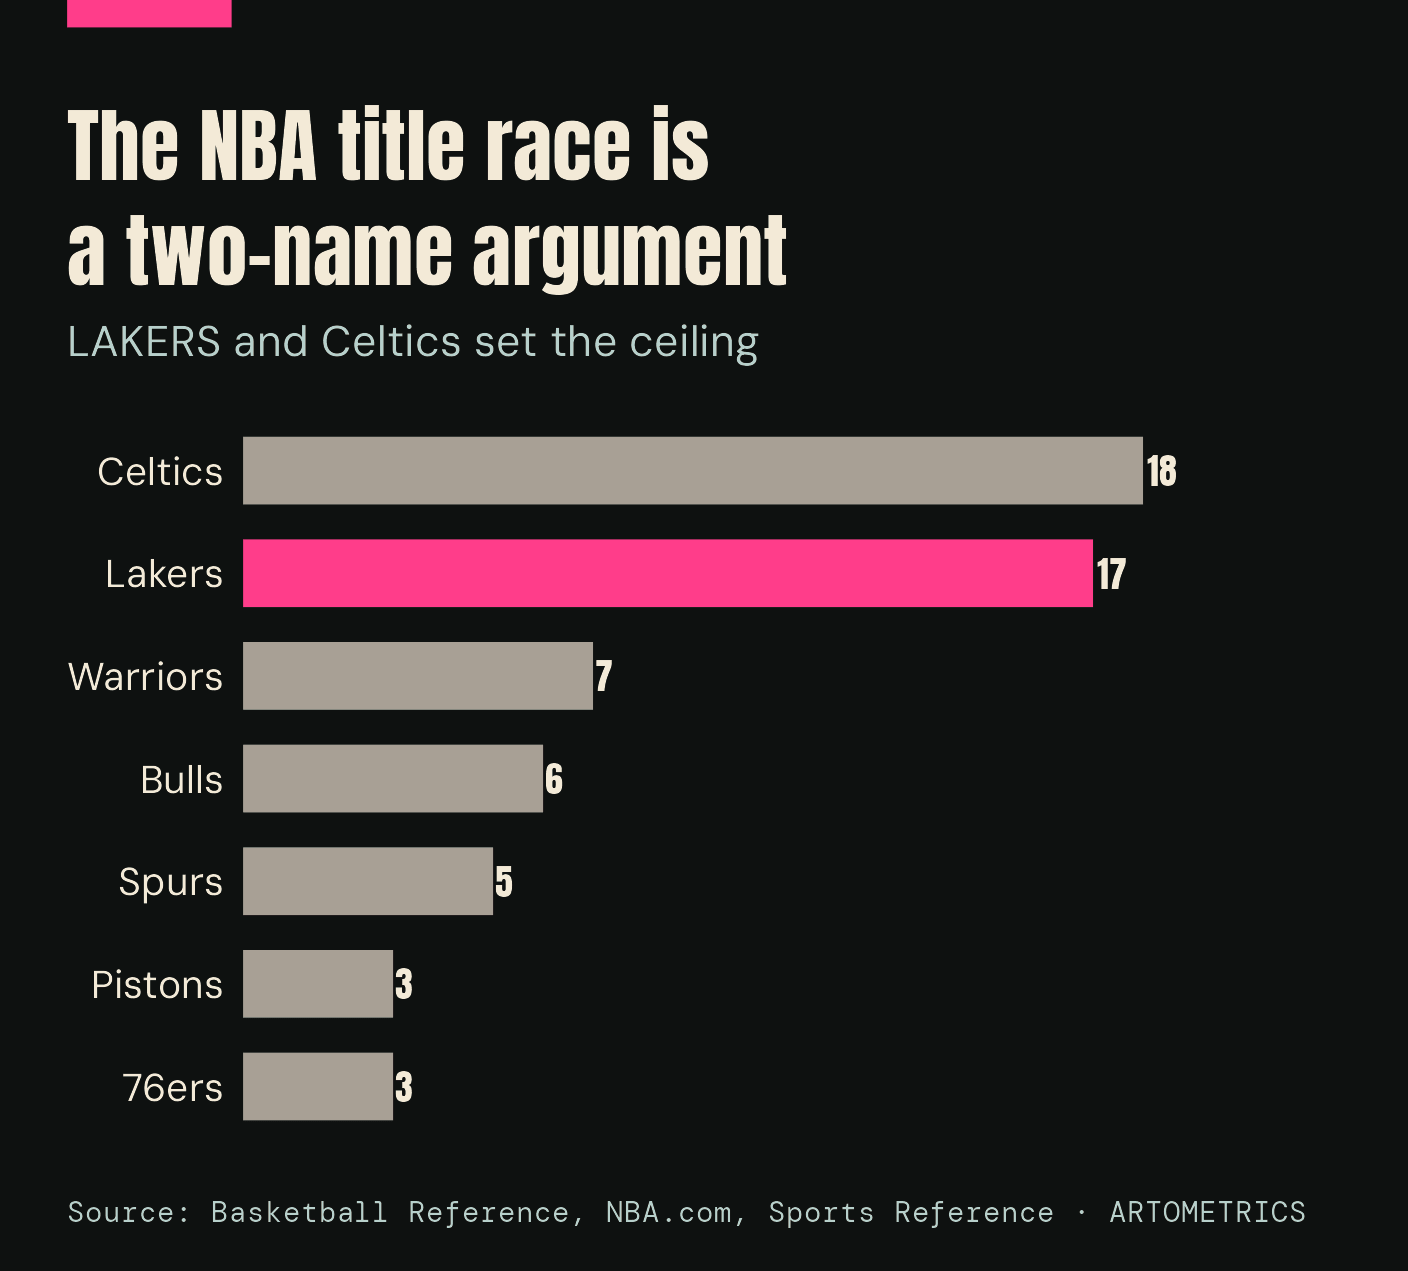 The NBA title race is
a two-name argument
LAKERS and Celtics set the ceiling
Celtics 18
Lakers 17
Warriors 7
Bulls 6
Spurs 5
Pistons 3
76ers 3
Source: Basketball Reference, NBA.com, Sports Reference · ARTOMETRICS